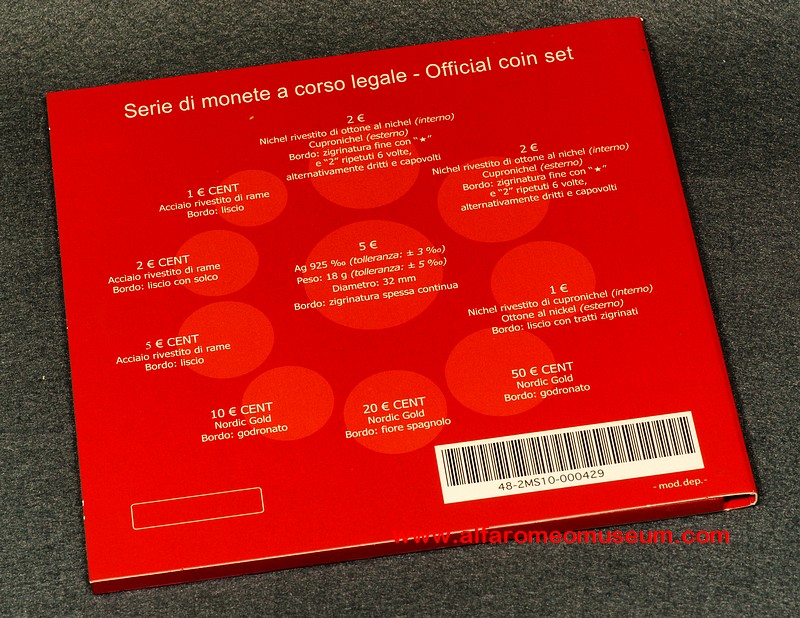 Serie di monete a corso legale - Official coin set
2 €
Nichel rivestito di ottone al nichel (interno)
Cupronichel (esterno)
Bordo: zigrinatura fine con “★”
e “2” ripetuti 6 volte,
alternativamente dritti e capovolti
2 €
Nichel rivestito di ottone al nichel (interno)
Cupronichel (esterno)
Bordo: zigrinatura fine con “★”
e “2” ripetuti 6 volte,
alternativamente dritti e capovolti
1 € CENT
Acciaio rivestito di rame
Bordo: liscio
2 € CENT
Acciaio rivestito di rame
Bordo: liscio con solco
5 €
Ag 925 ‰ (tolleranza: ± 3 ‰)
Peso: 18 g (tolleranza: ± 5 ‰)
Diametro: 32 mm
Bordo: zigrinatura spessa continua
1 €
Nichel rivestito di cupronichel (interno)
Ottone al nickel (esterno)
Bordo: liscio con tratti zigrinati
5 € CENT
Acciaio rivestito di rame
Bordo: liscio
10 € CENT
Nordic Gold
Bordo: godronato
20 € CENT
Nordic Gold
Bordo: fiore spagnolo
50 € CENT
Nordic Gold
Bordo: godronato
48-2MS10-000429
- mod.dep.-
www.alfaromeomuseum.com